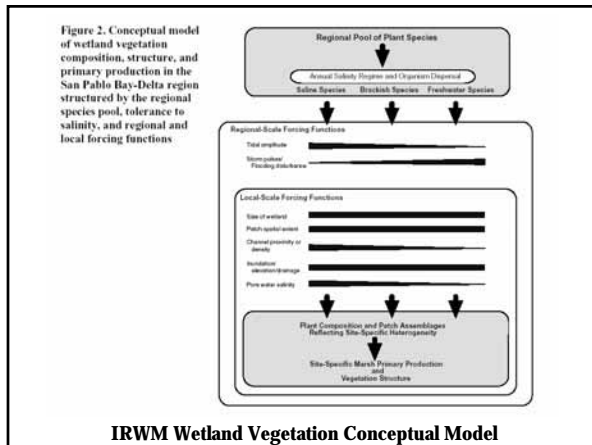 Figure 2. Conceptual model
of wetland vegetation
composition, structure, and
primary production in the
San Pablo Bay-Delta region
structured by the regional
species pool, tolerance to
salinity, and regional and
local forcing functions
Regional Pool of Plant Species
Annual Salinity Regime and Organism Dispersal
Saline Species Brackish Species Freshwater Species
Regional-Scale Forcing Functions
Tidal amplitude
Storm pulses/
Flooding disturbance
Local-Scale Forcing Functions
Size of wetland
Patch spatial extent
Channel proximity or
density
Inundation/
elevation/drainage
Pore water salinity
Plant Composition and Patch Assemblages
Reflecting Site-Specific Heterogeneity
Site-Specific Marsh Primary Production
and
Vegetation Structure
IRWM Wetland Vegetation Conceptual Model